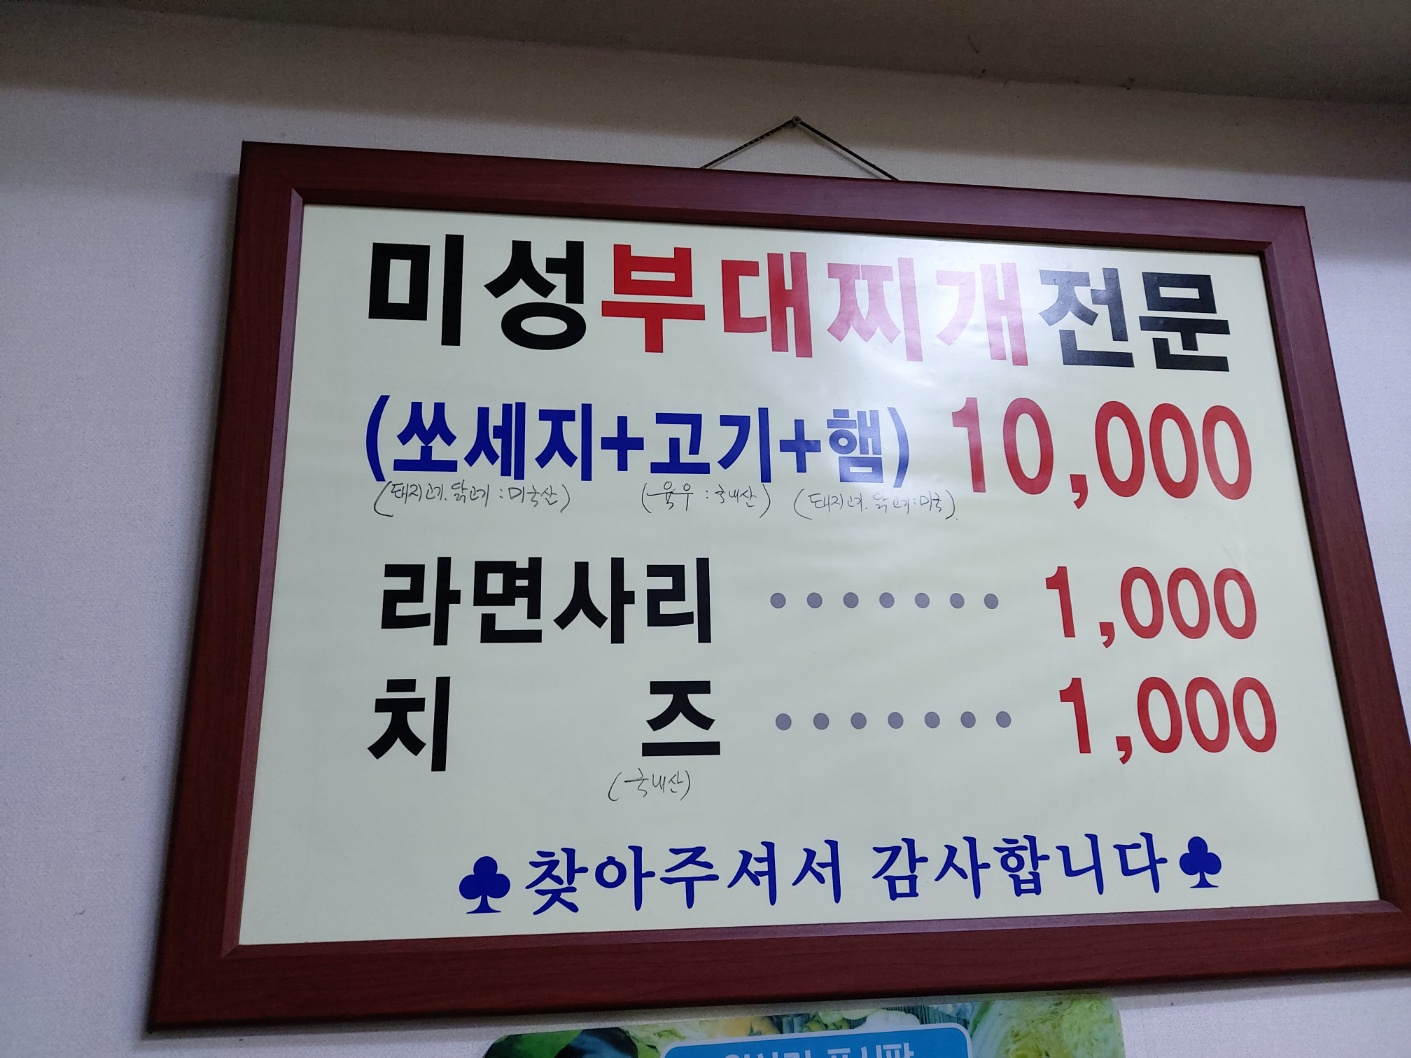 미성부대찌개전문
(쏘세지+고기+햄) 10,000
(돼지고기.닭고기:미국산) (육우:국내산) (돼지고기.닭고기:미국)
라면사리 ······· 1,000
치즈 ······· 1,000
(국내산)
♣찾아주셔서 감사합니다♣